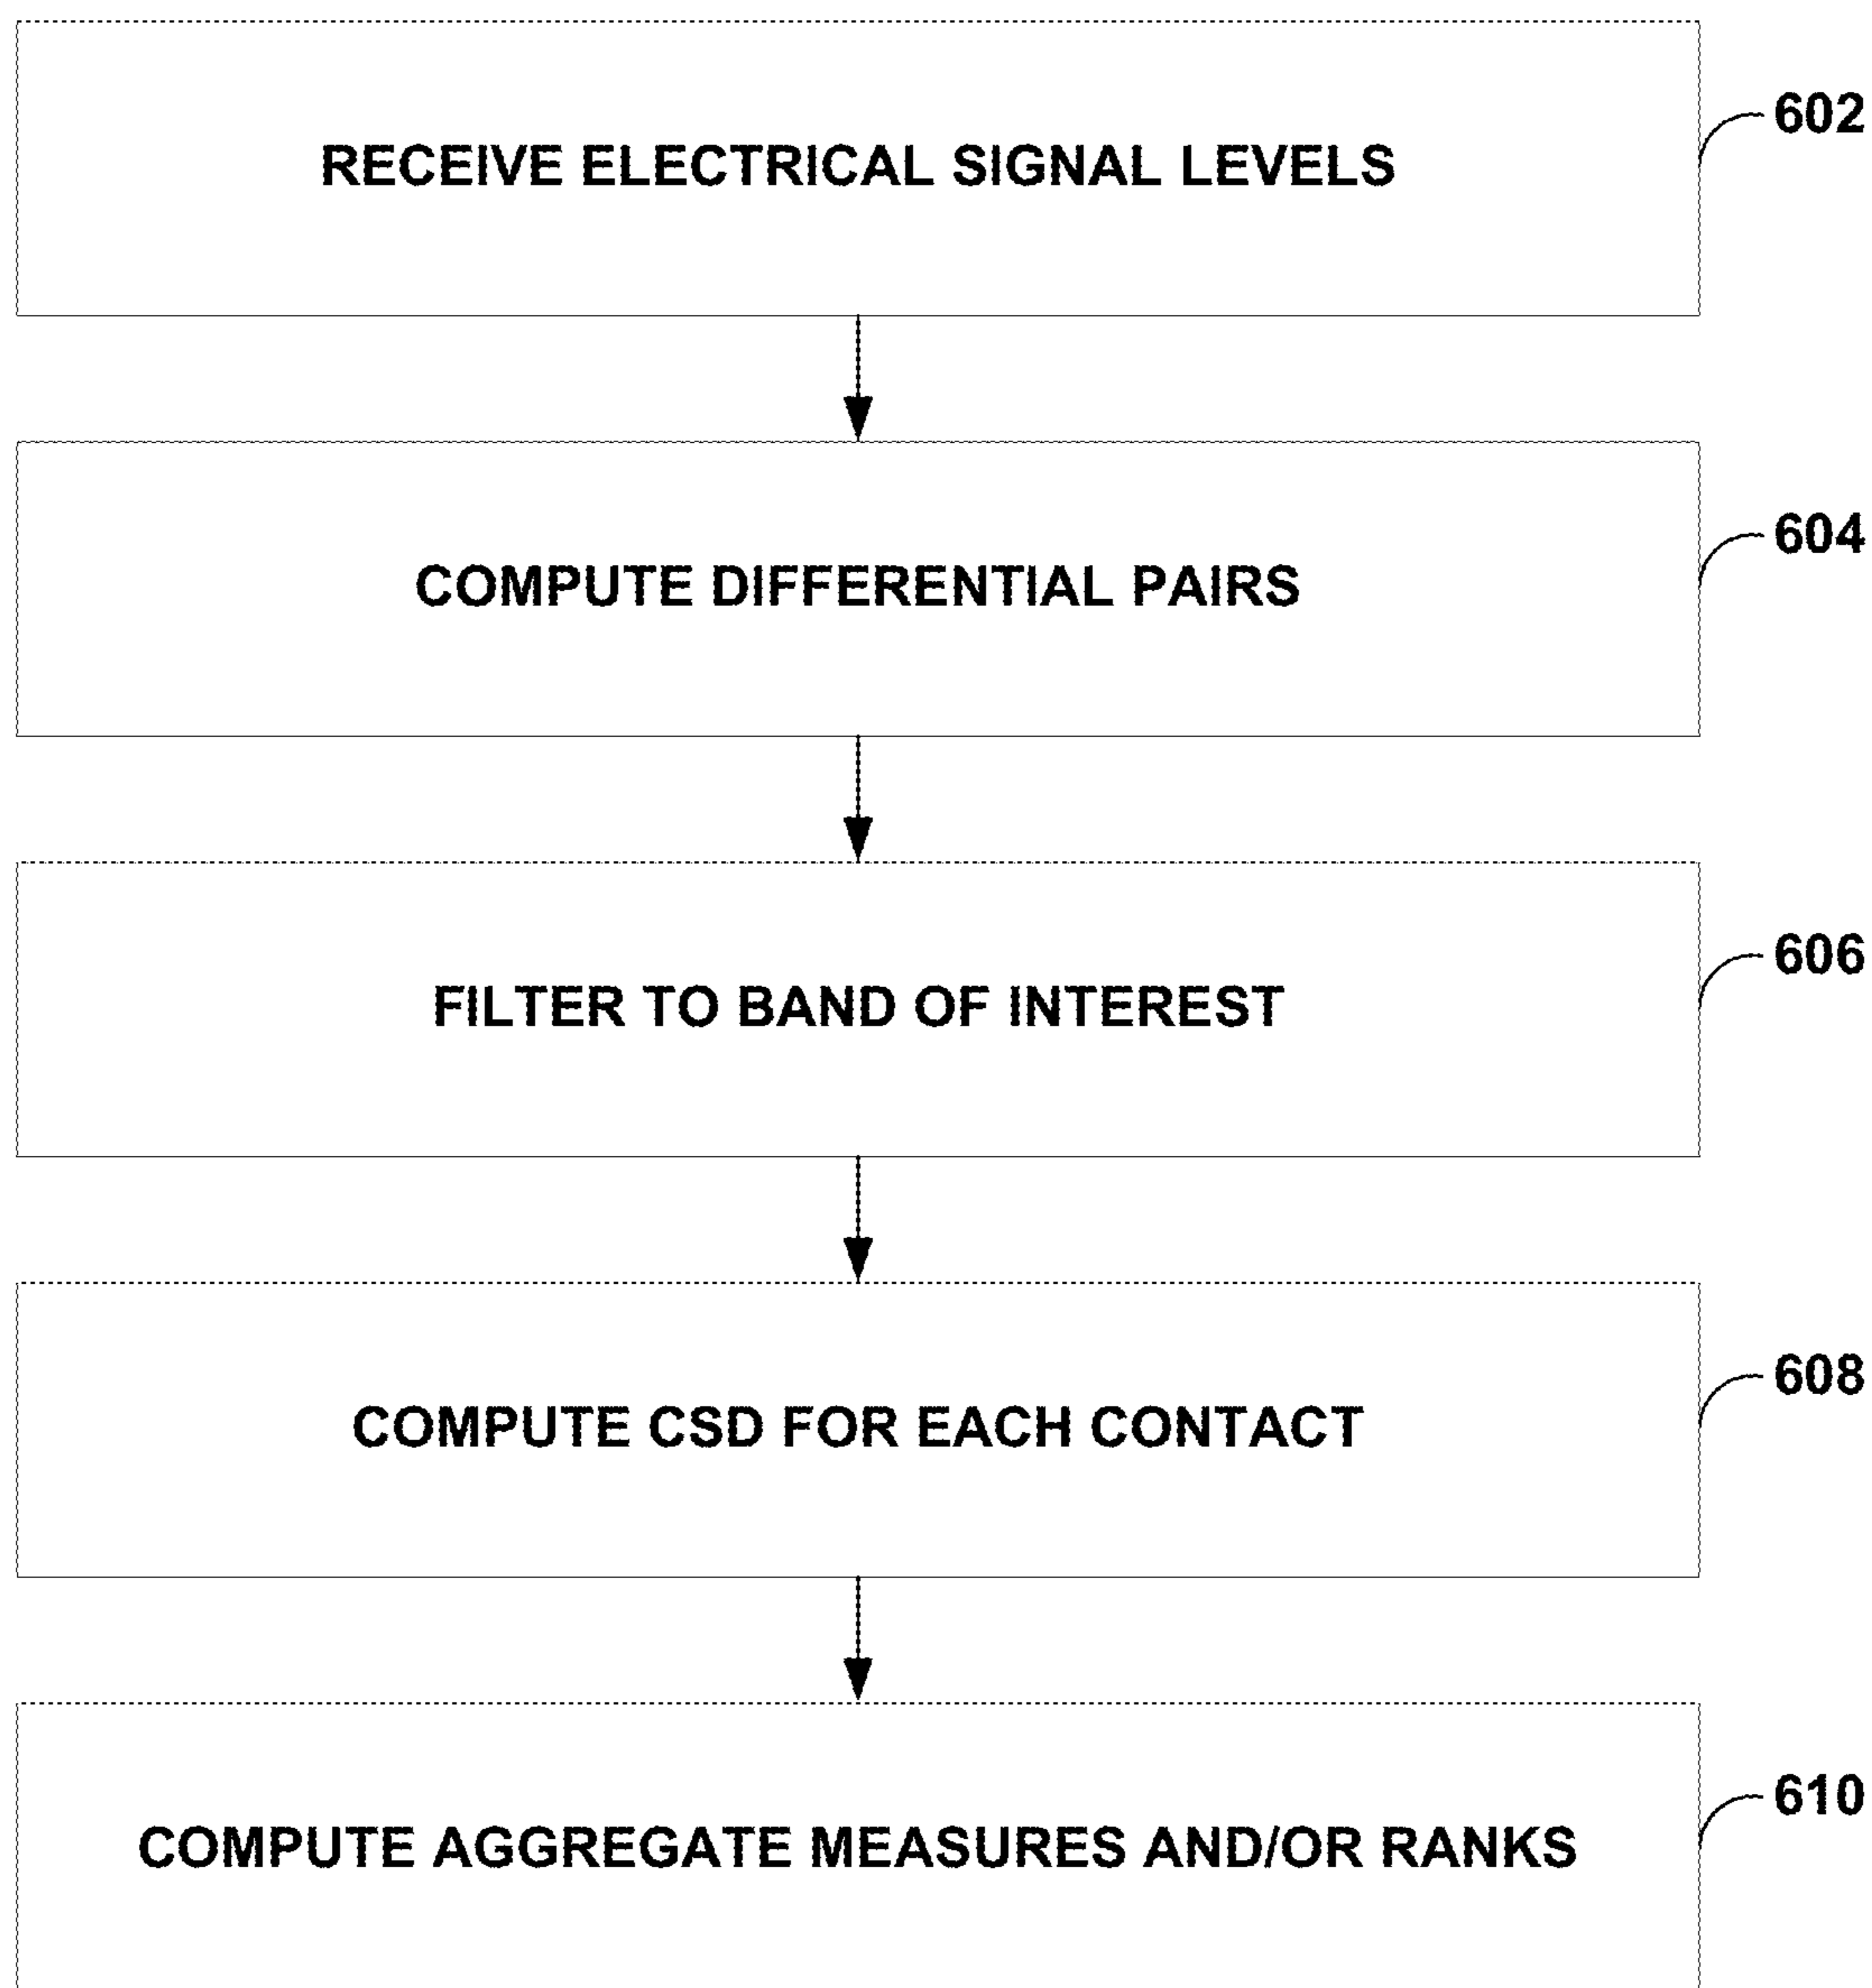 RECEIVE ELECTRICAL SIGNAL LEVELS
602
COMPUTE DIFFERENTIAL PAIRS
604
FILTER TO BAND OF INTEREST
606
COMPUTE CSD FOR EACH CONTACT
608
COMPUTE AGGREGATE MEASURES AND/OR RANKS
610